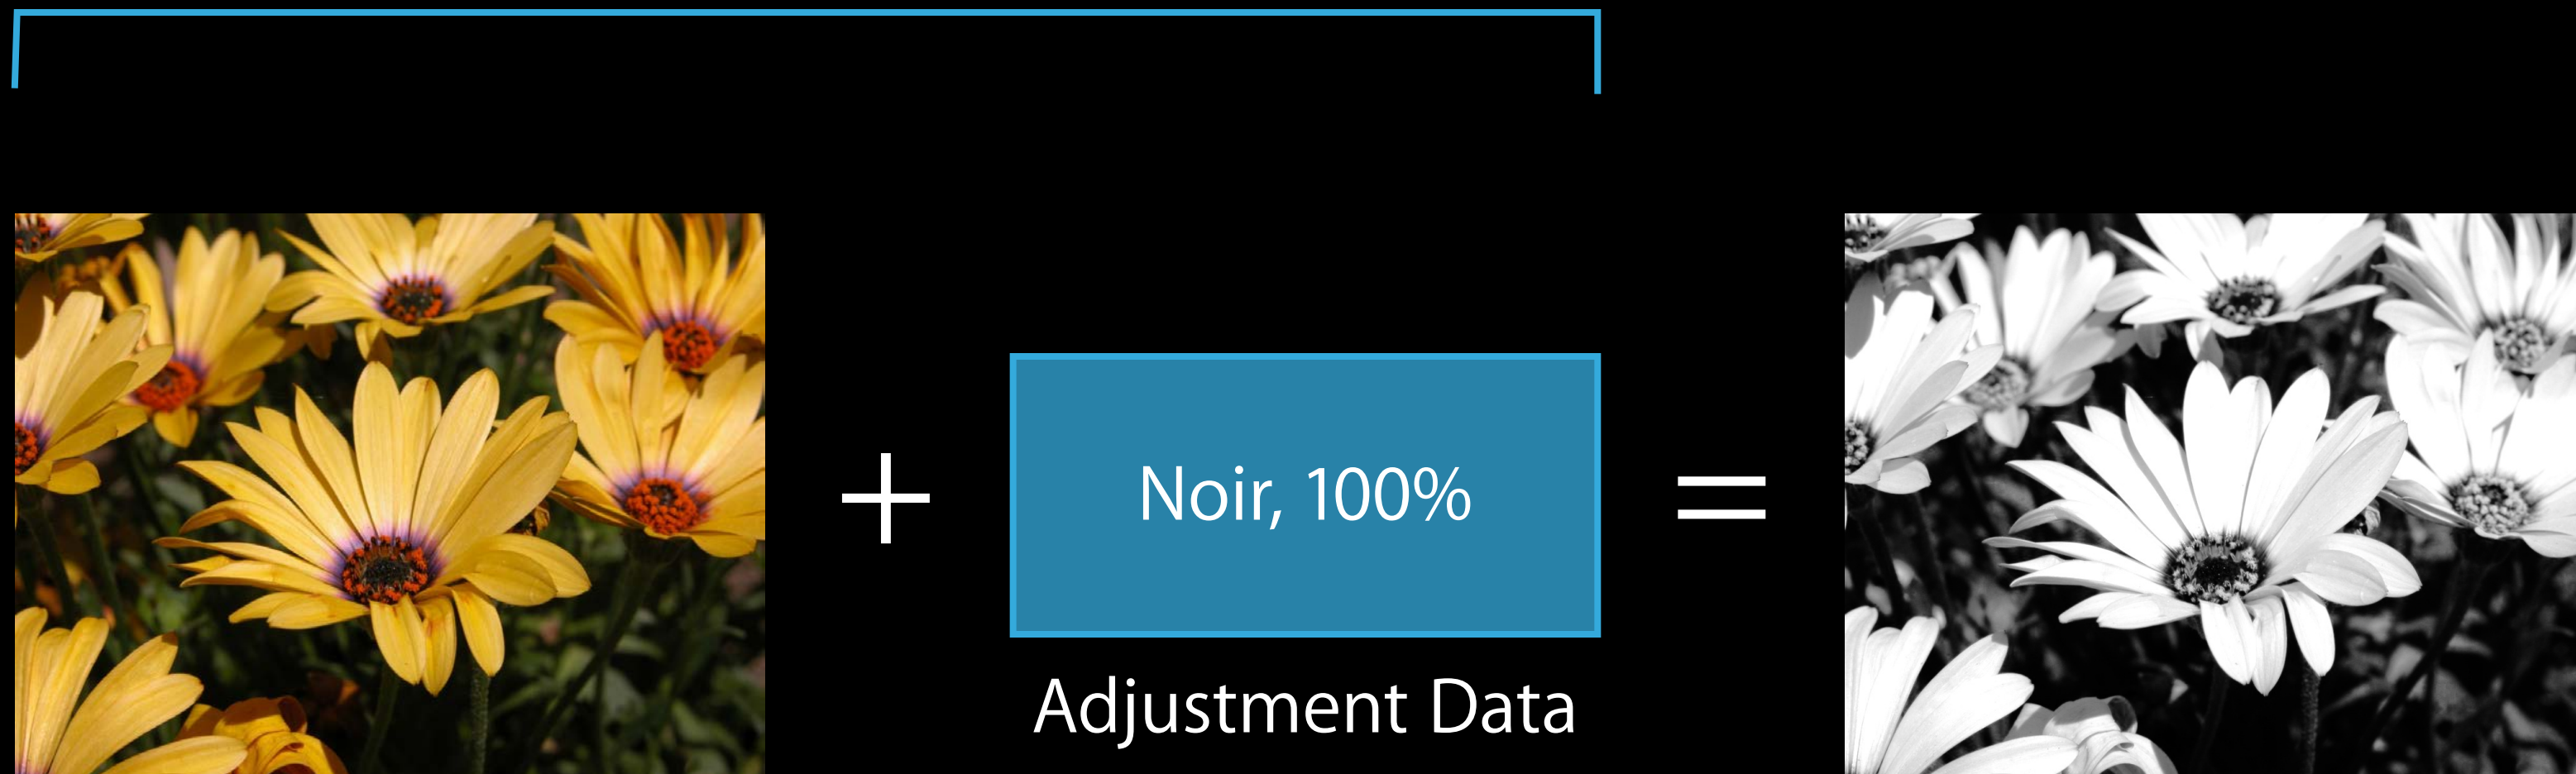 +
Noir, 100%
=
Adjustment Data